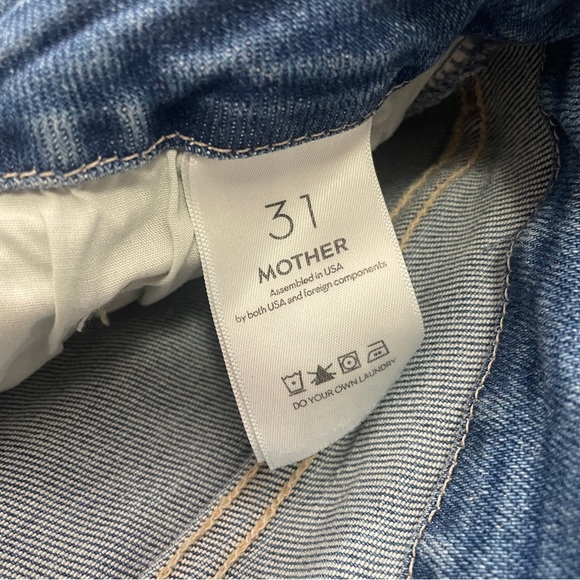 31
MOTHER
Assembled in USA
by both USA and foreign components
DO YOUR OWN LAUNDRY